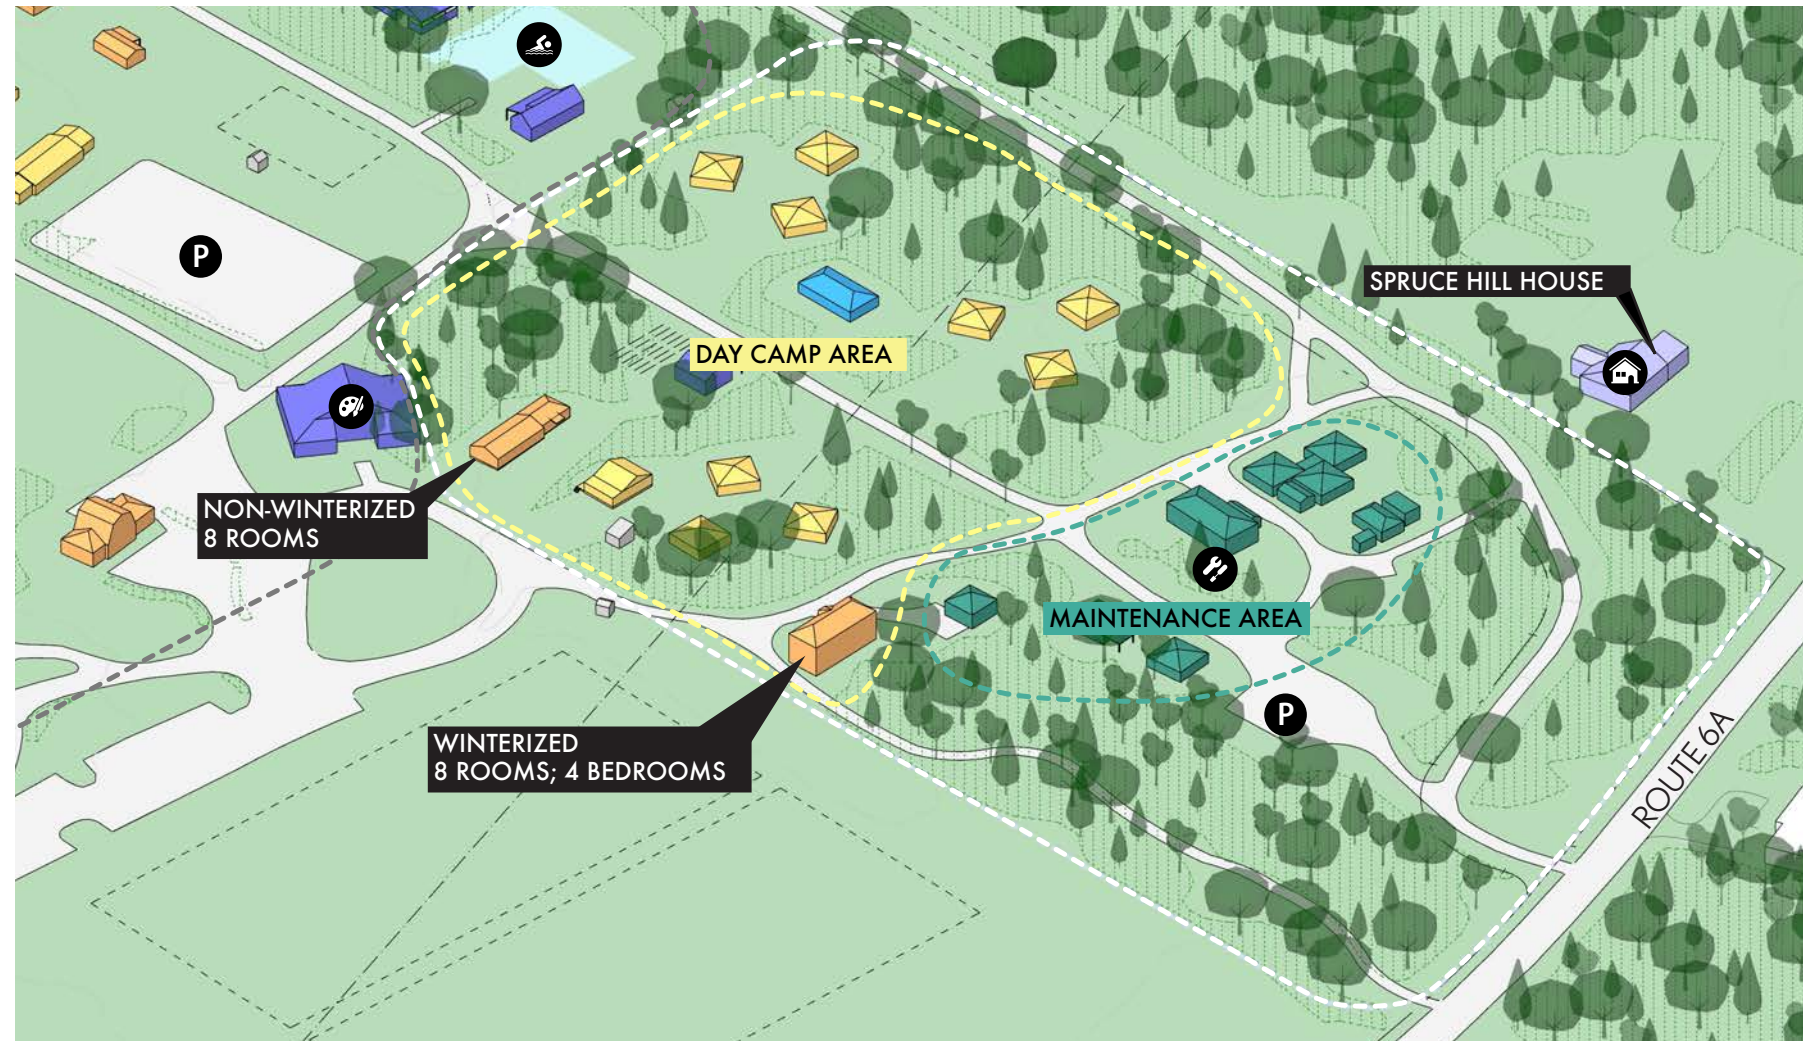 P
SPRUCE HILL HOUSE
DAY CAMP AREA
NON-WINTERIZED
8 ROOMS
MAINTENANCE AREA
P
WINTERIZED
8 ROOMS; 4 BEDROOMS
ROUTE 6A